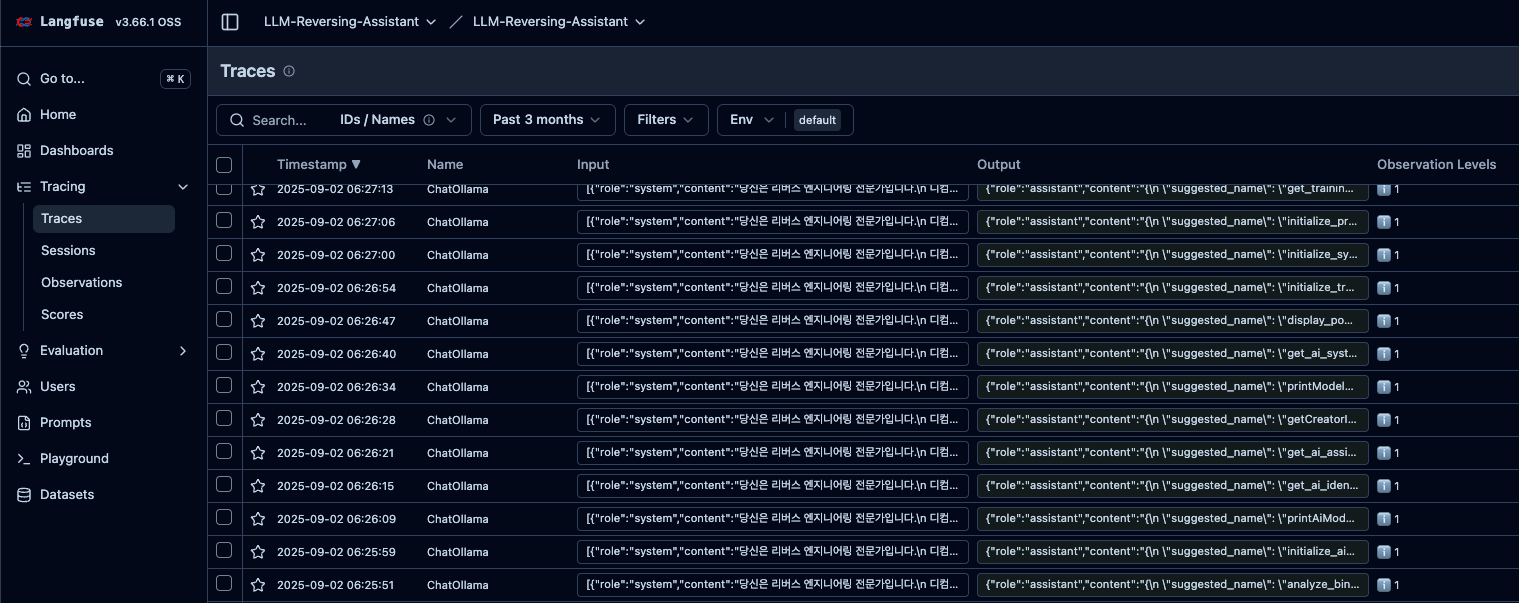 Langfuse v3.66.1 OSS
LLM-Reversing-Assistant / LLM-Reversing-Assistant
Go to... ⌘ K
Home
Dashboards
Tracing
Traces
Sessions
Observations
Scores
Evaluation
Users
Prompts
Playground
Datasets
Traces
Search... IDs / Names Past 3 months Filters Env default
Timestamp ▼ Name Input Output Observation Levels
2025-09-02 06:27:13 ChatOllama [{"role":"system","content":"당신은 리버스 엔지니어링 전문가입니다.\n 디컴... {"role":"assistant","content":"{\n \"suggested_name\": \"get_trainin... 1
2025-09-02 06:27:06 ChatOllama [{"role":"system","content":"당신은 리버스 엔지니어링 전문가입니다.\n 디컴... {"role":"assistant","content":"{\n \"suggested_name\": \"initialize_pr... 1
2025-09-02 06:27:00 ChatOllama [{"role":"system","content":"당신은 리버스 엔지니어링 전문가입니다.\n 디컴... {"role":"assistant","content":"{\n \"suggested_name\": \"initialize_sy... 1
2025-09-02 06:26:54 ChatOllama [{"role":"system","content":"당신은 리버스 엔지니어링 전문가입니다.\n 디컴... {"role":"assistant","content":"{\n \"suggested_name\": \"initialize_tr... 1
2025-09-02 06:26:47 ChatOllama [{"role":"system","content":"당신은 리버스 엔지니어링 전문가입니다.\n 디컴... {"role":"assistant","content":"{\n \"suggested_name\": \"display_po... 1
2025-09-02 06:26:40 ChatOllama [{"role":"system","content":"당신은 리버스 엔지니어링 전문가입니다.\n 디컴... {"role":"assistant","content":"{\n \"suggested_name\": \"get_ai_syst... 1
2025-09-02 06:26:34 ChatOllama [{"role":"system","content":"당신은 리버스 엔지니어링 전문가입니다.\n 디컴... {"role":"assistant","content":"{\n \"suggested_name\": \"printModel... 1
2025-09-02 06:26:28 ChatOllama [{"role":"system","content":"당신은 리버스 엔지니어링 전문가입니다.\n 디컴... {"role":"assistant","content":"{\n \"suggested_name\": \"getCreatorI... 1
2025-09-02 06:26:21 ChatOllama [{"role":"system","content":"당신은 리버스 엔지니어링 전문가입니다.\n 디컴... {"role":"assistant","content":"{\n \"suggested_name\": \"get_ai_assi... 1
2025-09-02 06:26:15 ChatOllama [{"role":"system","content":"당신은 리버스 엔지니어링 전문가입니다.\n 디컴... {"role":"assistant","content":"{\n \"suggested_name\": \"get_ai_iden... 1
2025-09-02 06:26:09 ChatOllama [{"role":"system","content":"당신은 리버스 엔지니어링 전문가입니다.\n 디컴... {"role":"assistant","content":"{\n \"suggested_name\": \"printAiMod... 1
2025-09-02 06:25:59 ChatOllama [{"role":"system","content":"당신은 리버스 엔지니어링 전문가입니다.\n 디컴... {"role":"assistant","content":"{\n \"suggested_name\": \"initialize_ai... 1
2025-09-02 06:25:51 ChatOllama [{"role":"system","content":"당신은 리버스 엔지니어링 전문가입니다.\n 디컴... {"role":"assistant","content":"{\n \"suggested_name\": \"analyze_bin... 1